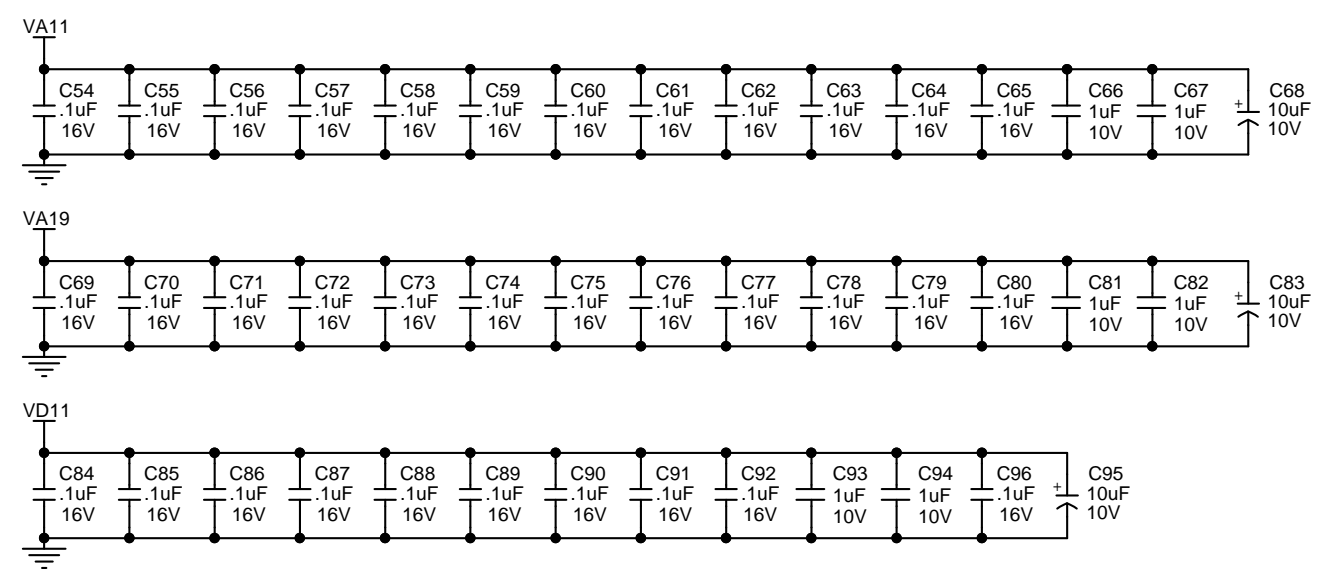 VA11
C54 C55 C56 C57 C58 C59 C60 C61 C62 C63 C64 C65 C66 C67 C68
.1uF .1uF .1uF .1uF .1uF .1uF .1uF .1uF .1uF .1uF .1uF .1uF 1uF 1uF + 10uF
16V 16V 16V 16V 16V 16V 16V 16V 16V 16V 16V 16V 10V 10V 10V
VA19
C69 C70 C71 C72 C73 C74 C75 C76 C77 C78 C79 C80 C81 C82 C83
.1uF .1uF .1uF .1uF .1uF .1uF .1uF .1uF .1uF .1uF .1uF .1uF 1uF 1uF + 10uF
16V 16V 16V 16V 16V 16V 16V 16V 16V 16V 16V 16V 10V 10V 10V
VD11
C84 C85 C86 C87 C88 C89 C90 C91 C92 C93 C94 C96 C95
.1uF .1uF .1uF .1uF .1uF .1uF .1uF .1uF .1uF 1uF 1uF .1uF + 10uF
16V 16V 16V 16V 16V 16V 16V 16V 16V 10V 10V 16V 10V